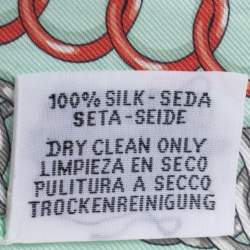 100% SILK-SEDA
SETA-SEIDE
DRY CLEAN ONLY
LIMPIEZA EN SECO
PULITURA A SECCO
TROCKENREINIGUNG